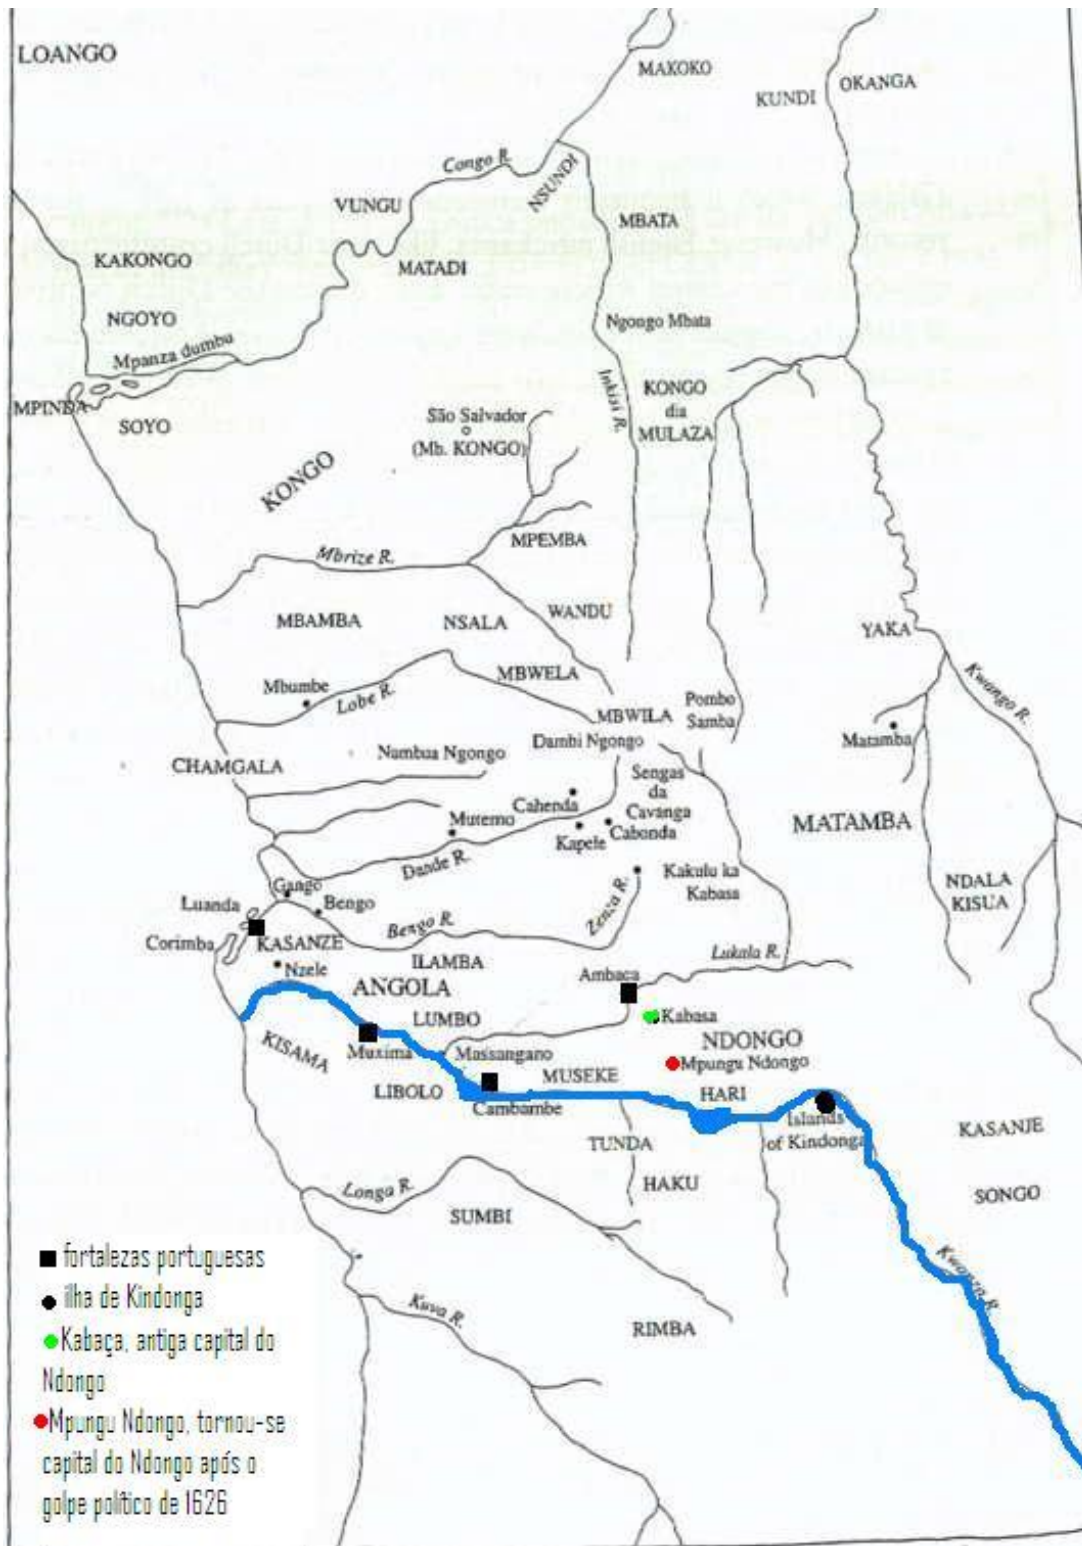 LOANGO
MAKOKO
KUNDI
OKANGA
Congo R.
NSUNDI
VUNGU
MBATA
KAKONGO
MATADI
NGOYO
Ngongo Mbata
Mpanza dumbu
Inkisi R.
MPINDA
SOYO
São Salvador
(Mb. KONGO)
KONGO
dia
MULAZA
KONGO
MPEMBA
Mbrize R.
MBAMBA
NSALA
WANDU
YAKA
MBWELA
Mbumbe
Lobe R.
Kwango R.
Pombo
Samba
MBWILA
Matamba
Nambua Ngongo
Dambi Ngongo
CHAMGALA
Sengas
da
Cavanga
Cahenda
Mutemo
Kapele
Cabonda
MATAMBA
Dande R.
Kakulu ka
Kabasa
NDALA
KISUA
Gango
Luanda
Bengo
Zenza R.
Bengo R.
Corimba
KASANZE
Lukala R.
Nzele
ILAMBA
Ambaca
ANGOLA
LUMBO
Kabasa
NDONGO
KISAMA
Muxima
Massangano
Mpungu Ndongo
LIBOLO
MUSEKE
HARI
Cambambe
Islands
of Kindonga
KASANJE
TUNDA
HAKU
Longa R.
SONGO
SUMBI
Kwanza R.
Kuva R.
RIMBA
fortalezas portuguesas
ilha de Kindonga
Kabaça, antiga capital do
Ndongo
Mpungu Ndongo, tornou-se
capital do Ndongo após o
golpe político de 1626